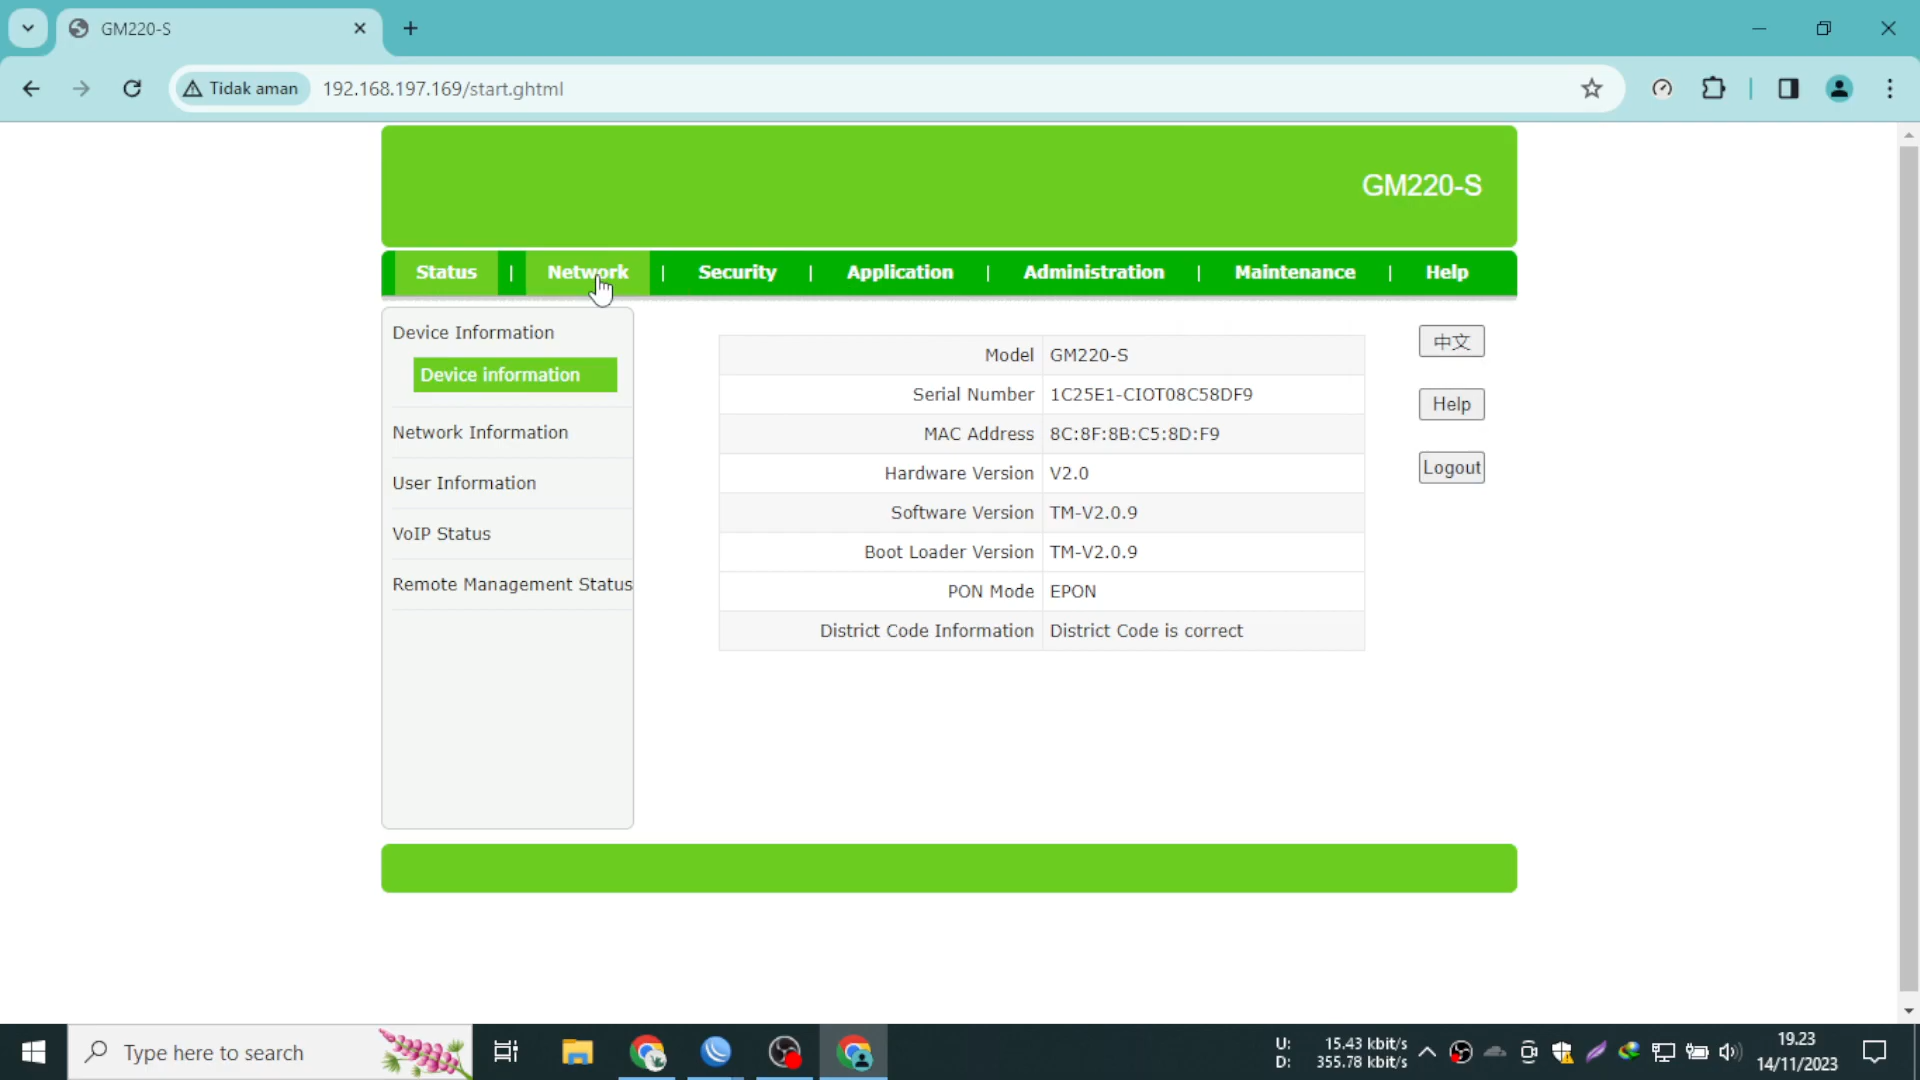 GM220-S
Tidak aman
192.168.197.169/start.ghtml
GM220-S
Status | Network | Security | Application | Administration | Maintenance | Help
Device Information
Device information
Network Information
User Information
VoIP Status
Remote Management Status
Model GM220-S
Serial Number 1C25E1-CIOT08C58DF9
MAC Address 8C:8F:8B:C5:8D:F9
Hardware Version V2.0
Software Version TM-V2.0.9
Boot Loader Version TM-V2.0.9
PON Mode EPON
District Code Information District Code is correct
中文
Help
Logout
Type here to search
U: 15.43 kbit/s
D: 355.78 kbit/s
19.23
14/11/2023